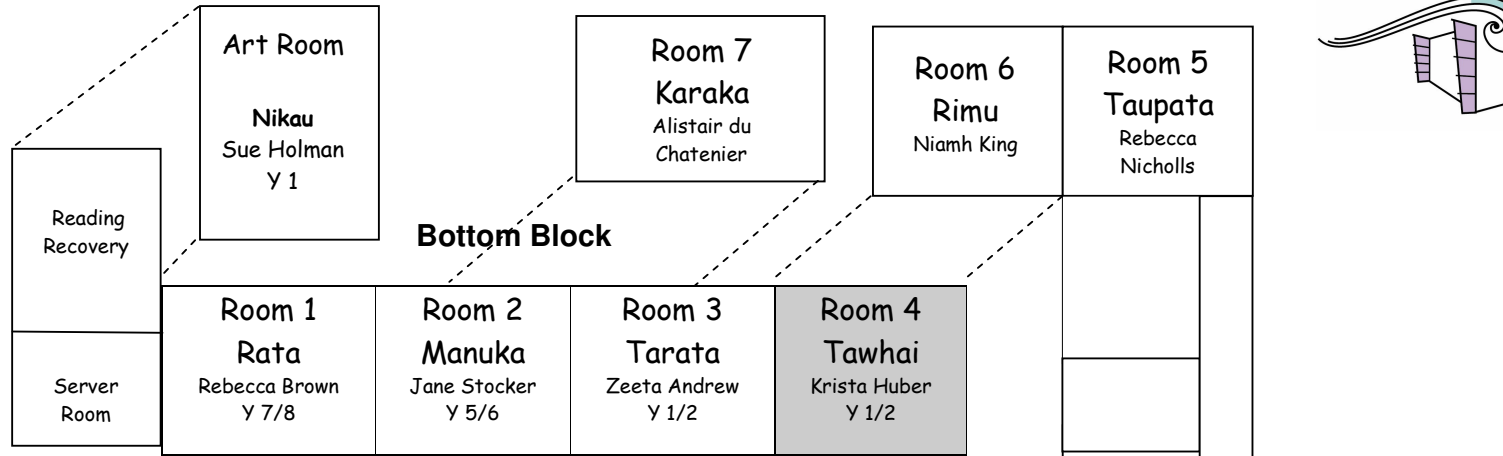 Art Room
Nikau
Sue Holman
Y 1
Room 7
Karaka
Alistair du
Chatenier
Room 6
Rimu
Niamh King
Room 5
Taupata
Rebecca
Nicholls
Reading
Recovery
Bottom Block
Server
Room
Room 1
Rata
Rebecca Brown
Y 7/8
Room 2
Manuka
Jane Stocker
Y 5/6
Room 3
Tarata
Zeeta Andrew
Y 1/2
Room 4
Tawhai
Krista Huber
Y 1/2